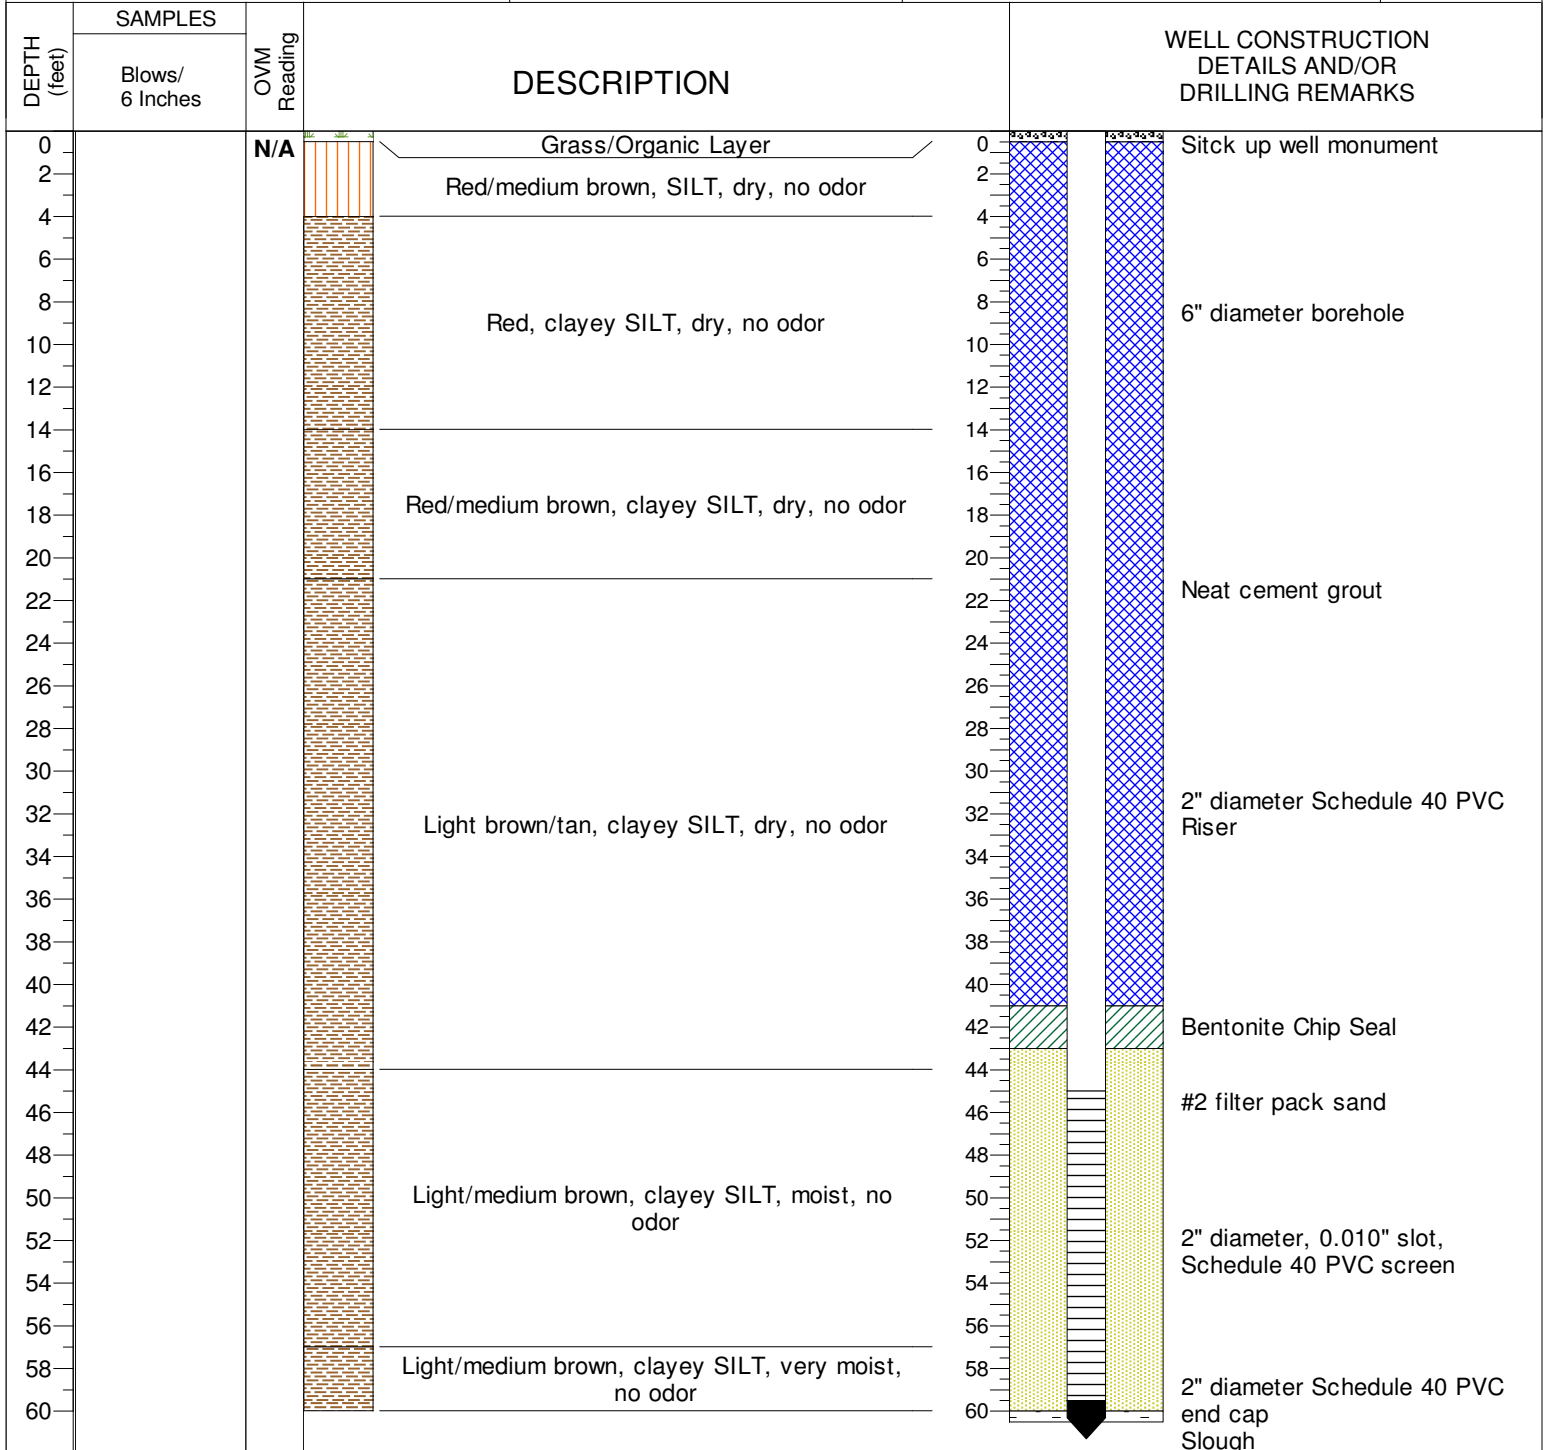 DEPTH
(feet)
SAMPLES
Blows/
6 Inches
OVM
Reading
DESCRIPTION
WELL CONSTRUCTION
DETAILS AND/OR
DRILLING REMARKS
0
2
4
6
8
10
12
14
16
18
20
22
24
26
28
30
32
34
36
38
40
42
44
46
48
50
52
54
56
58
60
N/A
Grass/Organic Layer
Red/medium brown, SILT, dry, no odor
Red, clayey SILT, dry, no odor
Red/medium brown, clayey SILT, dry, no odor
Light brown/tan, clayey SILT, dry, no odor
Light/medium brown, clayey SILT, moist, no
odor
Light/medium brown, clayey SILT, very moist,
no odor
0
2
4
6
8
10
12
14
16
18
20
22
24
26
28
30
32
34
36
38
40
42
44
46
48
50
52
54
56
58
60
Sitck up well monument
6" diameter borehole
Neat cement grout
2" diameter Schedule 40 PVC
Riser
Bentonite Chip Seal
#2 filter pack sand
2" diameter, 0.010" slot,
Schedule 40 PVC screen
2" diameter Schedule 40 PVC
end cap
Slough